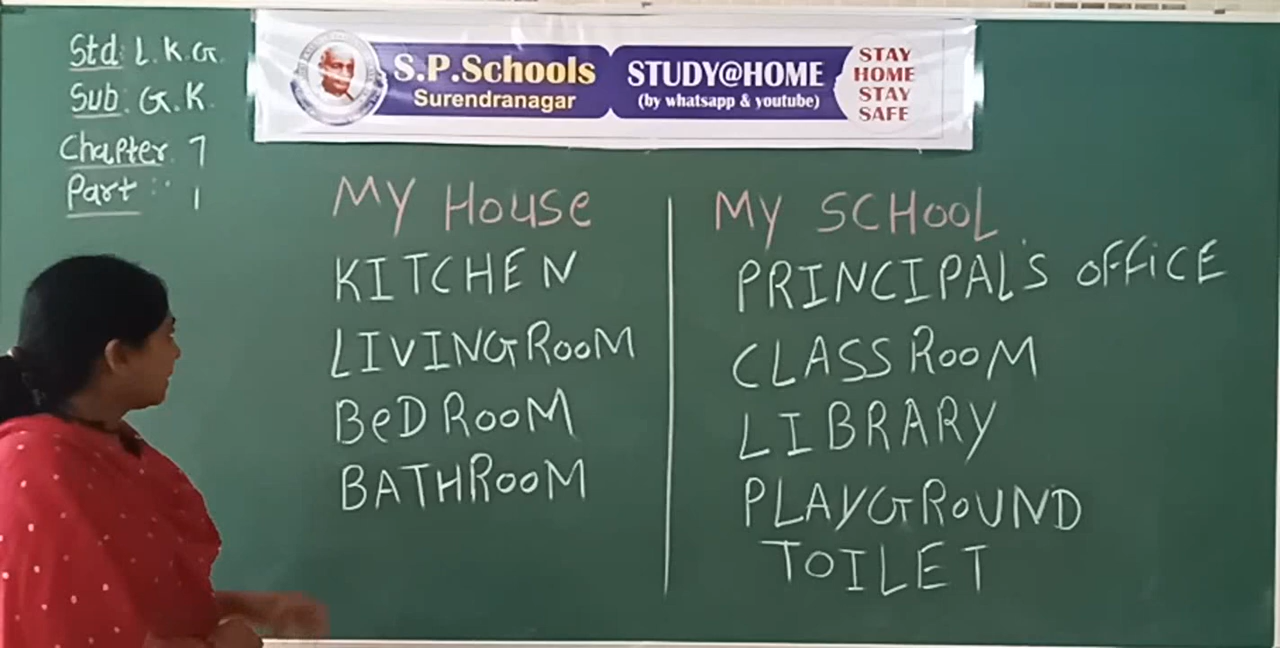 Std: L.K.G.
Sub: G.K.
Chapter 7
Part: 1
S.P.Schools
Surendranagar
STUDY@HOME
(by whatsapp & youtube)
STAY
HOME
STAY
SAFE
MY HOUSE
KITCHEN
LIVINGROOM
BeDROOM
BATHROOM
MY SCHOOL
PRINCIPAL'S OFFiCE
CLASSROOM
LIBRARY
PLAYGROUND
TOILET